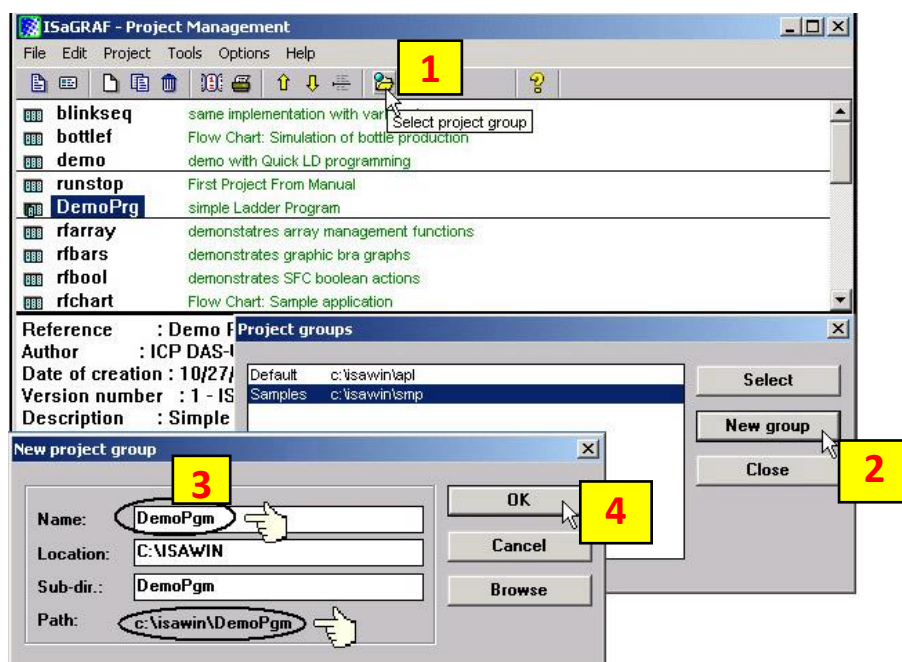 ISaGRAF - Project Management
File Edit Project Tools Options Help
1
Select project group
blinkseq same implementation with var
bottlef Flow Chart: Simulation of bottle production
demo demo with Quick LD programming
runstop First Project From Manual
DemoPrg simple Ladder Program
rfarray demonstatres array management functions
rfbars demonstrates graphic bra graphs
rfbool demonstrates SFC boolean actions
rfchart Flow Chart: Sample application
Reference : Demo
Author : ICP DAS-
Date of creation : 10/27/
Version number : 1 - IS
Description : Simple
Project groups
Default c:\isawin\apl
Samples c:\isawin\smp
Select
New group
Close
2
New project group
3
Name: DemoPgm
Location: C:\ISAWIN
Sub-dir.: DemoPgm
Path: c:\isawin\DemoPgm
OK
Cancel
Browse
4